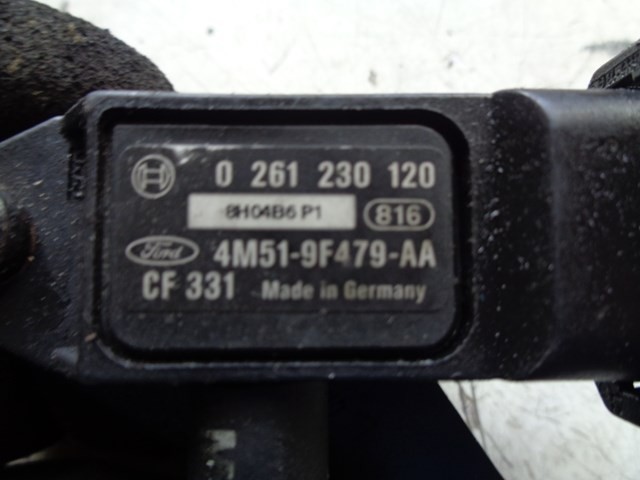 0 261 230 120
8H04B6 P1 816
Ford 4M51-9F479-AA
CF 331 Made in Germany